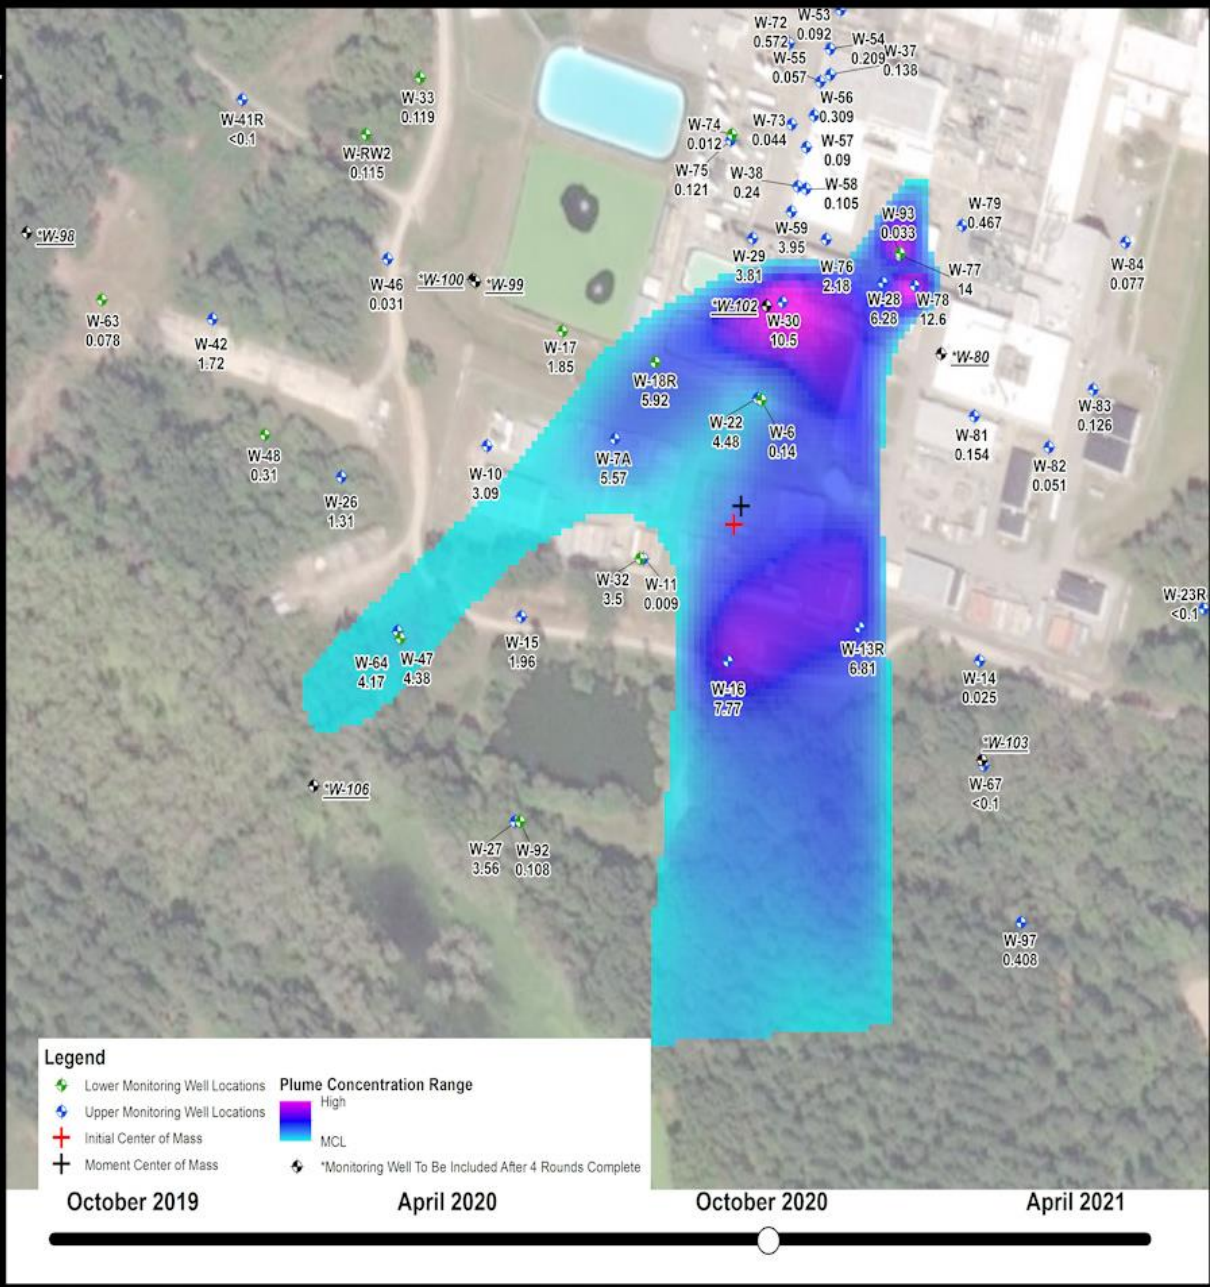 W-53
0.092
W-72
0.572
W-54
0.209
W-37
0.138
W-55
0.057
W-33
0.119
W-41R
<0.1
W-56
0.309
W-74
0.012
W-73
0.044
W-RW2
0.115
W-57
0.09
W-75
0.121
W-38
0.24
W-58
0.105
W-93
0.033
W-79
0.467
*W-98
W-59
3.95
W-29
3.81
W-76
2.18
W-77
14
W-84
0.077
W-46
0.031
*W-100
*W-99
W-28
6.28
W-78
12.6
*W-102
W-30
10.5
W-63
0.078
W-42
1.72
W-17
1.85
*W-80
W-18R
5.92
W-83
0.126
W-22
4.48
W-6
0.14
W-81
0.154
W-48
0.31
W-10
3.09
W-7A
5.57
W-82
0.051
W-26
1.31
W-32
3.5
W-11
0.009
W-23R
<0.1
W-15
1.96
W-13R
6.81
W-64
4.17
W-47
4.38
W-14
0.025
W-16
7.77
*W-103
W-67
<0.1
*W-106
W-27
3.56
W-92
0.108
W-97
0.408
Legend
Lower Monitoring Well Locations
Upper Monitoring Well Locations
Initial Center of Mass
Moment Center of Mass
Plume Concentration Range
High
MCL
*Monitoring Well To Be Included After 4 Rounds Complete
October 2019 April 2020 October 2020 April 2021